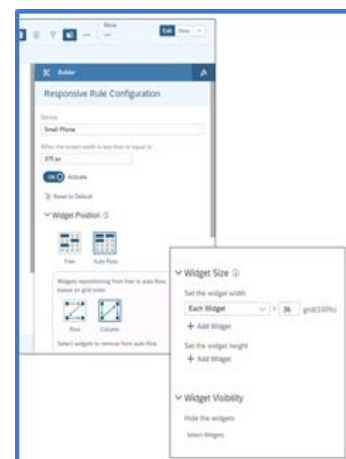 More
Edit View
Builder
Responsive Rule Configuration
Device
Small Phone
When the screen width is less than or equal to
375 px
ON Activate
Reset to Default
Widget Position
Free Auto Flow
Widgets repositioning from free to auto flow,
based on grid order
Row Column
Select widgets to remove from auto flow
Widget Size
Set the widget width
Each Widget = 36 grid(100%)
+ Add Widget
Set the widget height
+ Add Widget
Widget Visibility
Hide the widgets
Select Widgets